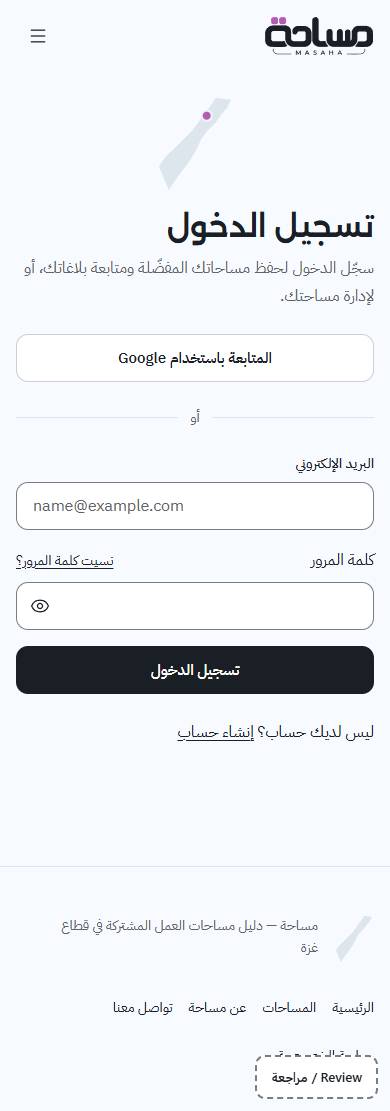 مساحة
MASAHA
تسجيل الدخول
سجّل الدخول لحفظ مساحاتك المفضّلة ومتابعة بلاغاتك، أو
لإدارة مساحتك.
المتابعة باستخدام Google
أو
البريد الإلكتروني
name@example.com
كلمة المرور
نسيت كلمة المرور؟
تسجيل الدخول
ليس لديك حساب؟ إنشاء حساب
مساحة — دليل مساحات العمل المشتركة في قطاع
غزة
الرئيسية المساحات عن مساحة تواصل معنا
Review / مراجعة